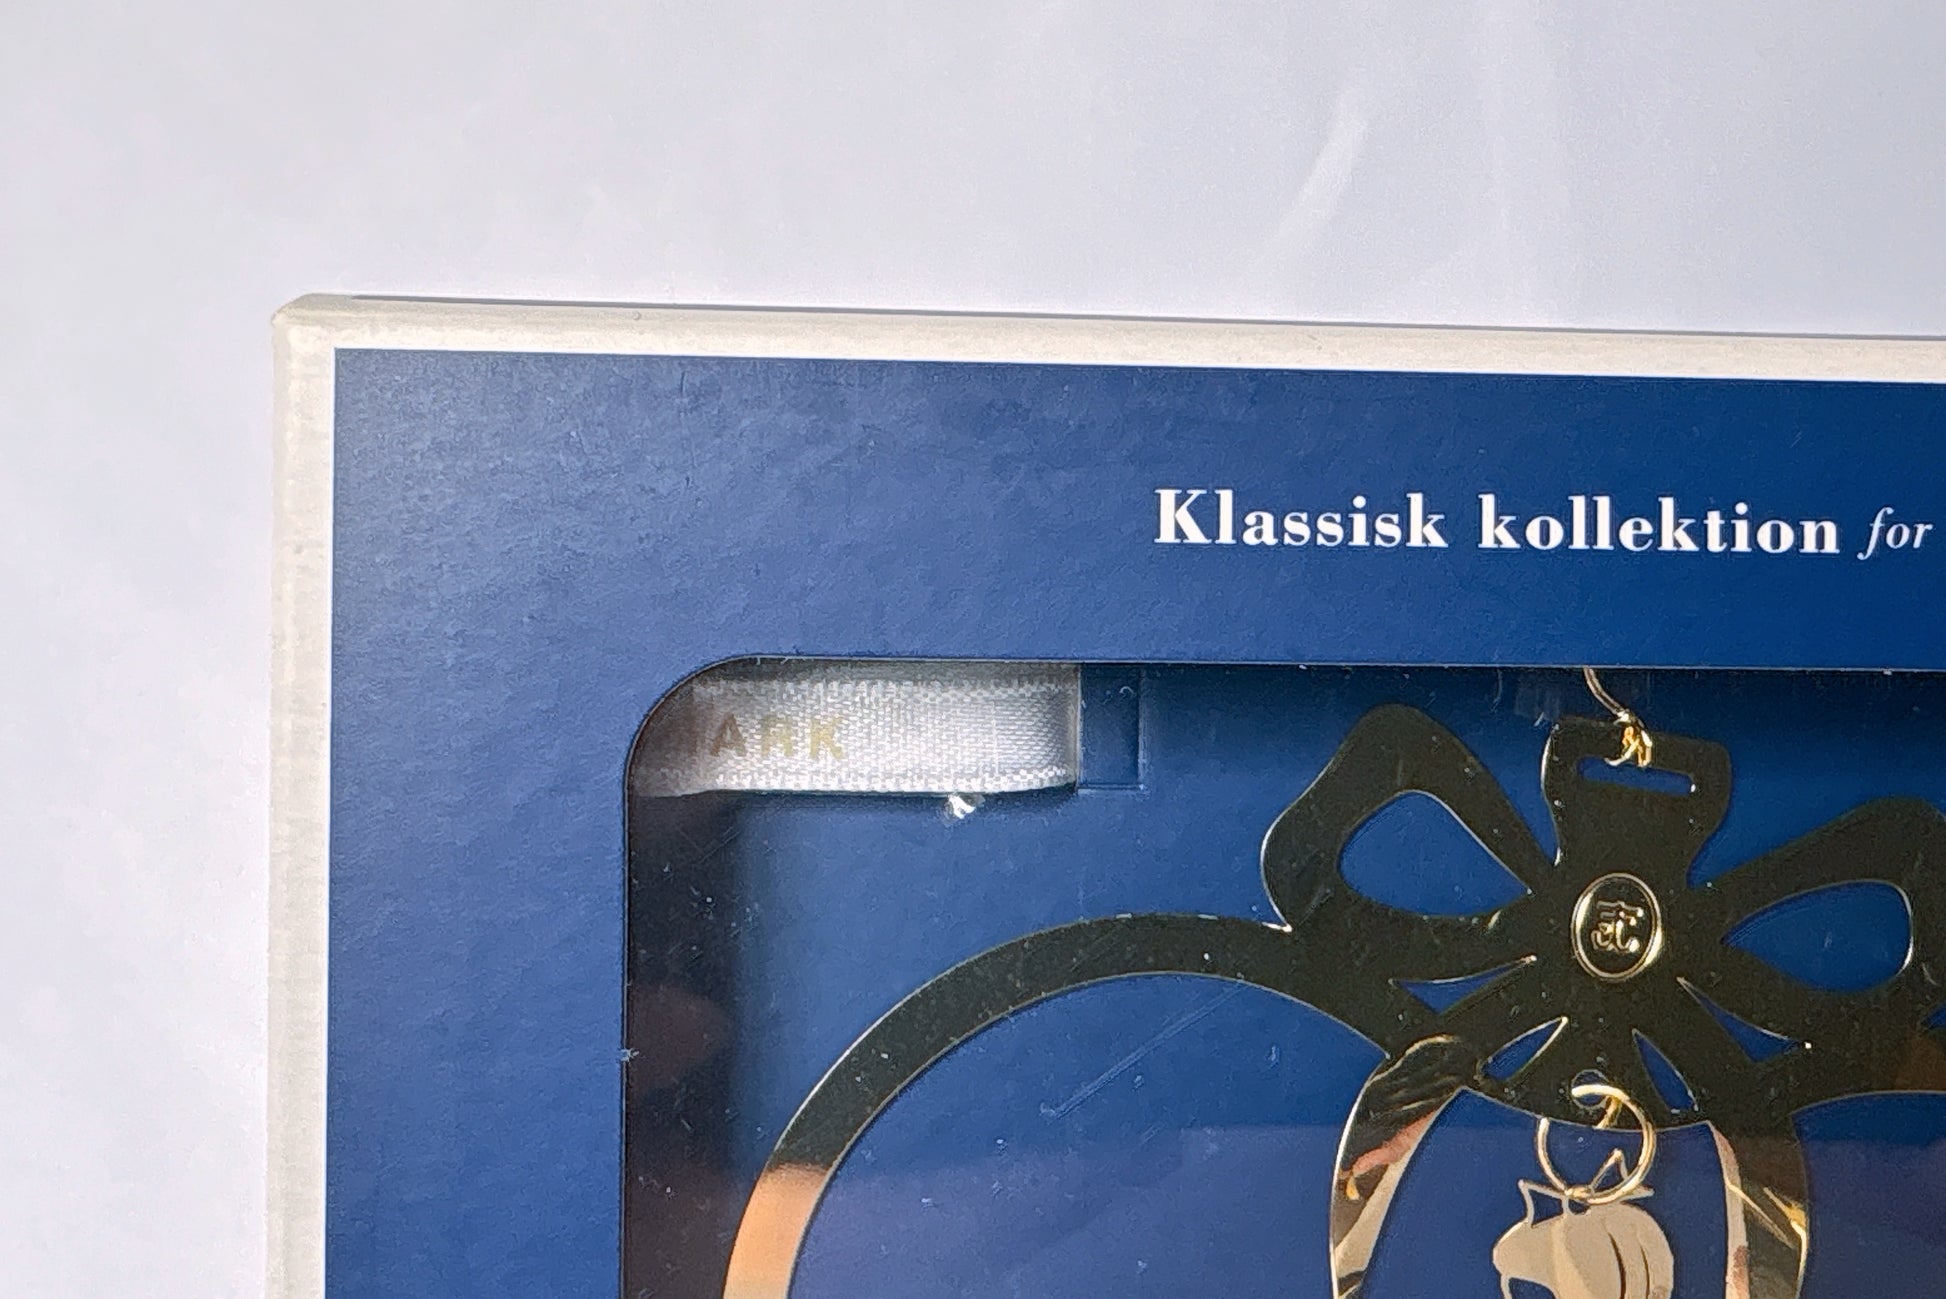 Klassisk kollektion for
ARK